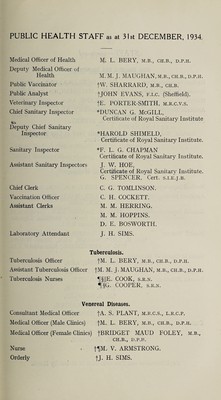 PUBLIC HEALTH STAFF as at 31st DECEMBER, 1934.
Medical Officer of Health M. L. BERY, M.B., CH.B., D.P.H.
Deputy Medical Officer of
Health M. M. J. MAUGHAN, M.B., CH.B., D.P.H.
Public Vaccinator †W. SHARRARD, M.B., CH.B.
Public Analyst †JOHN EVANS, F.I.C. (Sheffield).
Veterinary Inspector †E. PORTER-SMITH, M.R.C.V.S.
Chief Sanitary Inspector *DUNCAN G. McGILL,
Certificate of Royal Sanitary Institute
Deputy Chief Sanitary
Inspector *HAROLD SHIMELD,
Certificate of Royal Sanitary Institute.
Sanitary Inspector *F. L. G. CHAPMAN
Certificate of Royal Sanitary Institute.
Assistant Sanitary Inspectors J. W. HOE,
Certificate of Royal Sanitary Institute.
G. SPENCER, Cert. S.I.E.J.B.
Chief Clerk C. G. TOMLINSON.
Vaccination Officer C. H. COCKETT.
Assistant Clerks M. M. HERRING.
M. M. HOPPINS.
D. E. BOSWORTH.
Laboratory Attendant J. H. SIMS.
Tuberculosis.
Tuberculosis Officer †M. L. BERY, M.B., CH.B., D.P.H.
Assistant Tuberculosis Officer †M. M. J. MAUGHAN, M.B., CH.B., D.P.H.
Tuberculosis Nurses COOK, S.R.N.
G. COOPER, S.R.N.
Venereal Diseases.
Consultant Medical Officer †A. S. PLANT, M.R.C.S., L.R.C.P.
Medical Officer (Male Clinics) †M. L. BERY, M.B., CH.B., D.P.H.
Medical Officer (Female Clinics) †BRIDGET MAUD FOLEY, M.B.,
CH.B., D.P.H.
Nurse M. V. ARMSTRONG.
Orderly †J. H. SIMS.